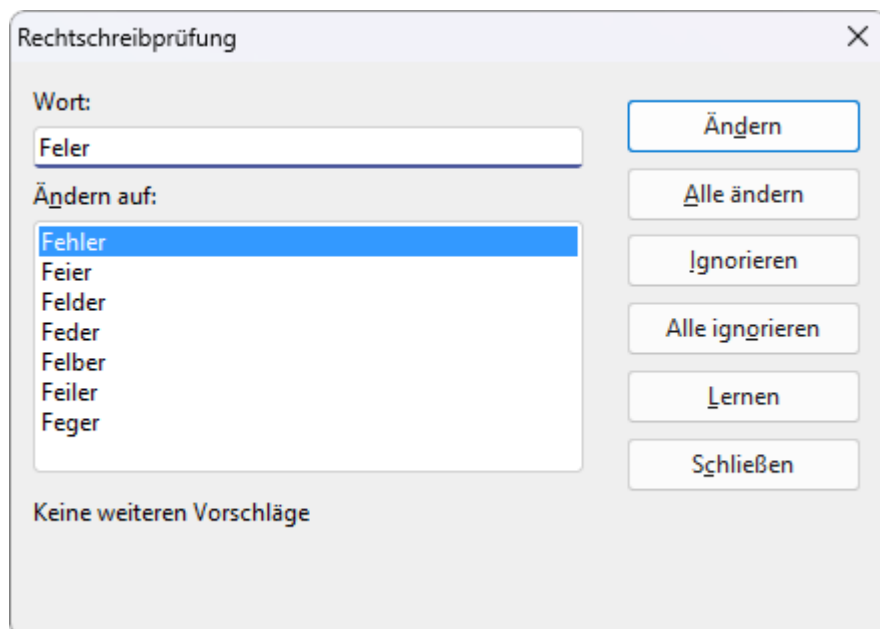 Rechtschreibprüfung
Wort:
Feler
Ändern auf:
Fehler
Feier
Felder
Feder
Felber
Feiler
Feger
Keine weiteren Vorschläge
Ändern
Alle ändern
Ignorieren
Alle ignorieren
Lernen
Schließen